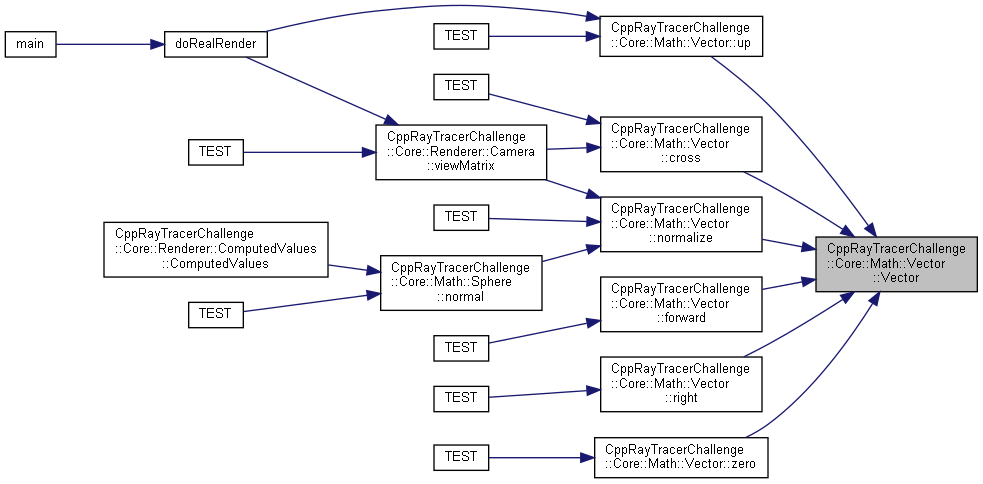 main
doRealRender
TEST
CppRayTracerChallenge
::Core::Math::Vector::up
TEST
CppRayTracerChallenge
::Core::Math::Vector
::cross
CppRayTracerChallenge
::Core::Renderer::Camera
::viewMatrix
TEST
TEST
CppRayTracerChallenge
::Core::Math::Vector
::normalize
CppRayTracerChallenge
::Core::Renderer::ComputedValues
::ComputedValues
CppRayTracerChallenge
::Core::Math::Vector
::Vector
CppRayTracerChallenge
::Core::Math::Sphere
::normal
TEST
CppRayTracerChallenge
::Core::Math::Vector
::forward
TEST
CppRayTracerChallenge
::Core::Math::Vector
::right
TEST
CppRayTracerChallenge
::Core::Math::Vector::zero
TEST